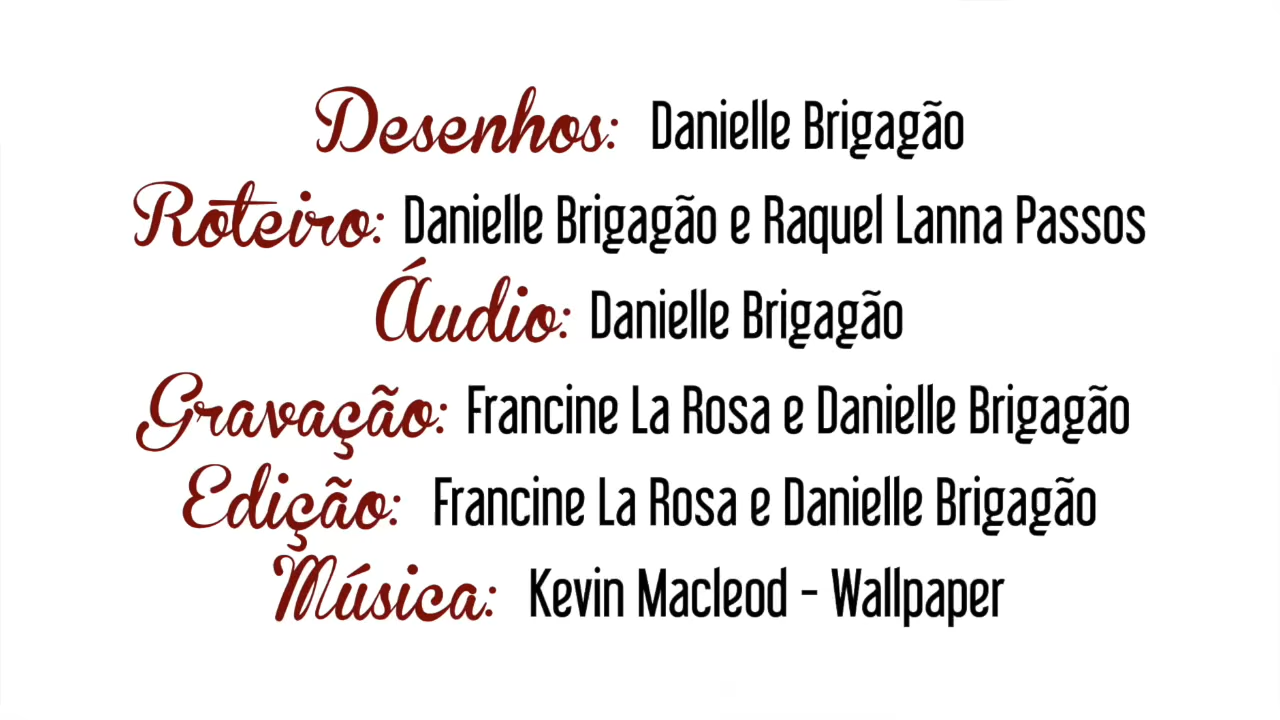 Desenhos: Danielle Brigagão
Roteiro: Danielle Brigagão e Raquel Lanna Passos
Áudio: Danielle Brigagão
Gravação: Francine La Rosa e Danielle Brigagão
Edição: Francine La Rosa e Danielle Brigagão
Música: Kevin Macleod - Wallpaper